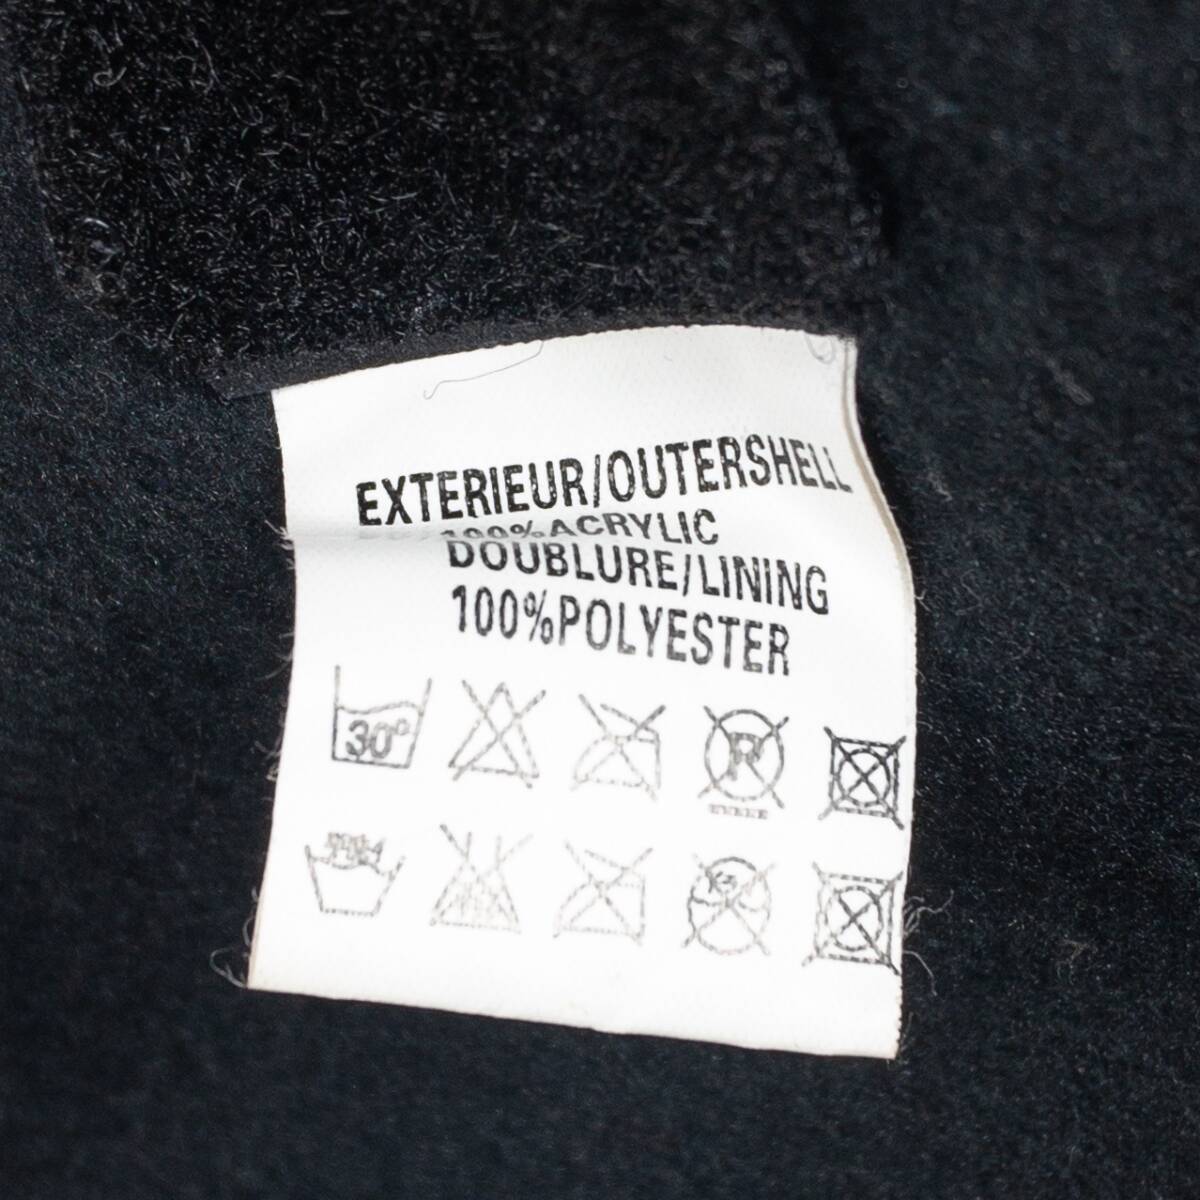 EXTERIEUR/OUTERSHELL
100%ACRYLIC
DOUBLURE/LINING
100%POLYESTER
30°
R